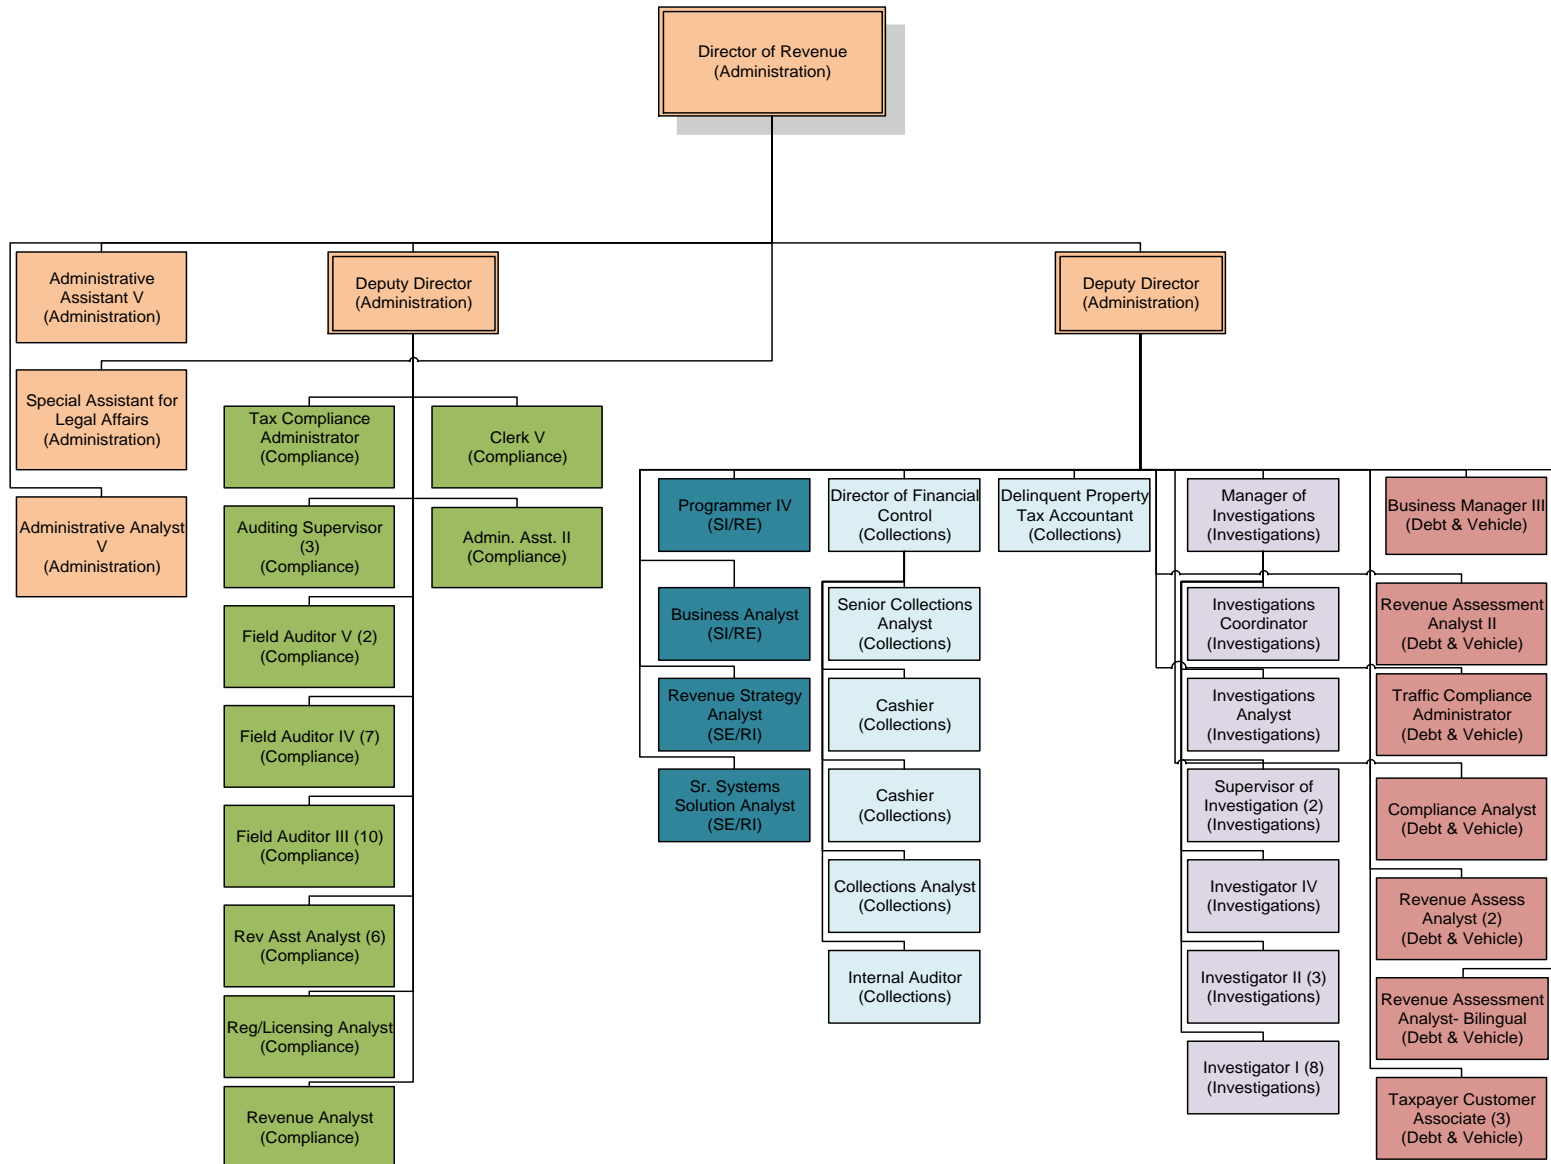 Director of Revenue
(Administration)
Administrative
Assistant V
(Administration)
Deputy Director
(Administration)
Deputy Director
(Administration)
Special Assistant for
Legal Affairs
(Administration)
Administrative Analyst
V
(Administration)
Tax Compliance
Administrator
(Compliance)
Clerk V
(Compliance)
Auditing Supervisor
(3)
(Compliance)
Admin. Asst. II
(Compliance)
Field Auditor V (2)
(Compliance)
Field Auditor IV (7)
(Compliance)
Field Auditor III (10)
(Compliance)
Rev Asst Analyst (6)
(Compliance)
Reg/Licensing Analyst
(Compliance)
Revenue Analyst
(Compliance)
Programmer IV
(SI/RE)
Business Analyst
(SI/RE)
Revenue Strategy
Analyst
(SE/RI)
Sr. Systems
Solution Analyst
(SE/RI)
Director of Financial
Control
(Collections)
Senior Collections
Analyst
(Collections)
Cashier
(Collections)
Cashier
(Collections)
Collections Analyst
(Collections)
Internal Auditor
(Collections)
Delinquent Property
Tax Accountant
(Collections)
Manager of
Investigations
(Investigations)
Investigations
Coordinator
(Investigations)
Investigations
Analyst
(Investigations)
Supervisor of
Investigation (2)
(Investigations)
Investigator IV
(Investigations)
Investigator II (3)
(Investigations)
Investigator I (8)
(Investigations)
Business Manager III
(Debt & Vehicle)
Revenue Assessment
Analyst II
(Debt & Vehicle)
Traffic Compliance
Administrator
(Debt & Vehicle)
Compliance Analyst
(Debt & Vehicle)
Revenue Assess
Analyst (2)
(Debt & Vehicle)
Revenue Assessment
Analyst- Bilingual
(Debt & Vehicle)
Taxpayer Customer
Associate (3)
(Debt & Vehicle)